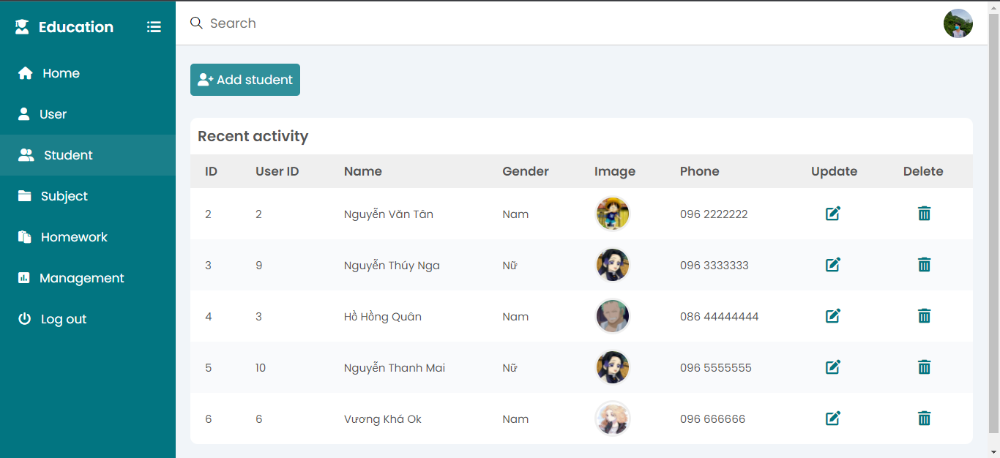 Education
Search
Home
User
Student
Subject
Homework
Management
Log out
Add student
Recent activity
ID User ID Name Gender Image Phone Update Delete
2 2 Nguyễn Văn Tân Nam 096 2222222
3 9 Nguyễn Thúy Nga Nữ 096 3333333
4 3 Hồ Hồng Quân Nam 086 44444444
5 10 Nguyễn Thanh Mai Nữ 096 5555555
6 6 Vương Khá Ok Nam 096 666666